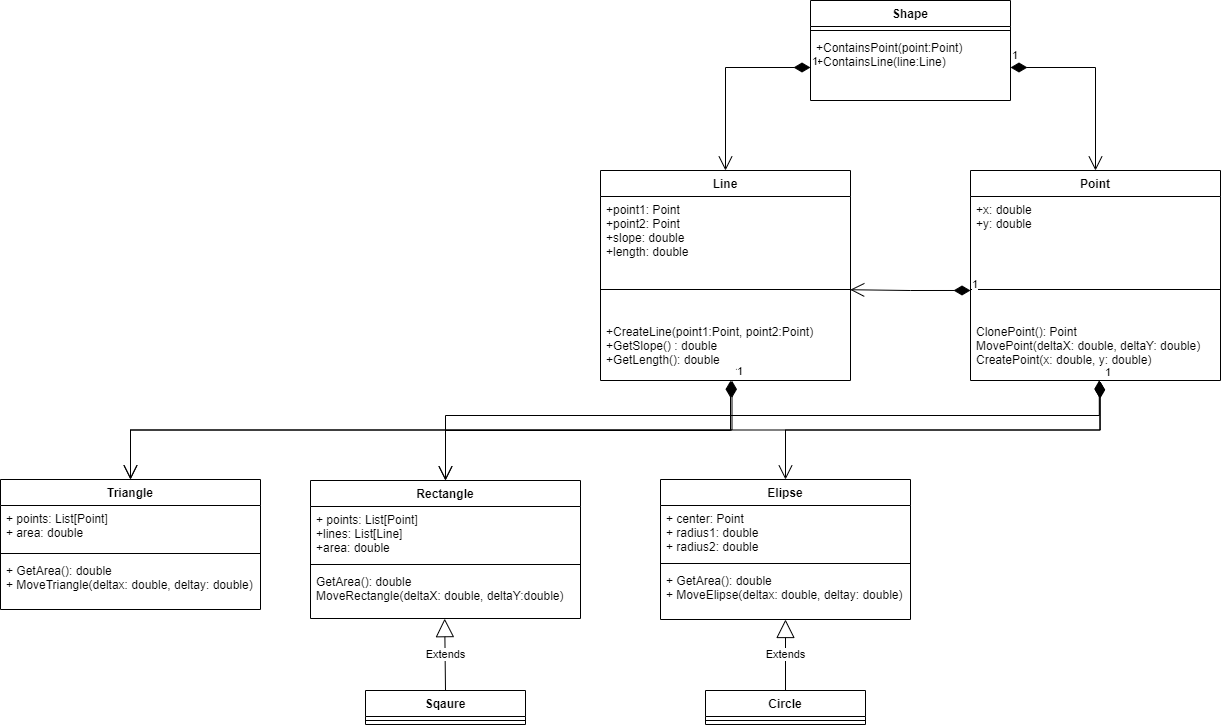 Shape
+ContainsPoint(point:Point)
1
1
+ContainsLine(line:Line)
Line
+point1: Point
+point2: Point
+slope: double
+length: double
+CreateLine(point1:Point, point2:Point)
+GetSlope() : double
+GetLength(): double
1
Point
+x: double
+y: double
1
ClonePoint(): Point
MovePoint(deltaX: double, deltaY: double)
CreatePoint(x: double, y: double)
1
Triangle
+ points: List[Point]
+ area: double
+ GetArea(): double
+ MoveTriangle(deltax: double, deltay: double)
Rectangle
+ points: List[Point]
+lines: List[Line]
+area: double
GetArea(): double
MoveRectangle(deltaX: double, deltaY:double)
Elipse
+ center: Point
+ radius1: double
+ radius2: double
+ GetArea(): double
+ MoveElipse(deltax: double, deltay: double)
Extends
Extends
Sqaure
Circle